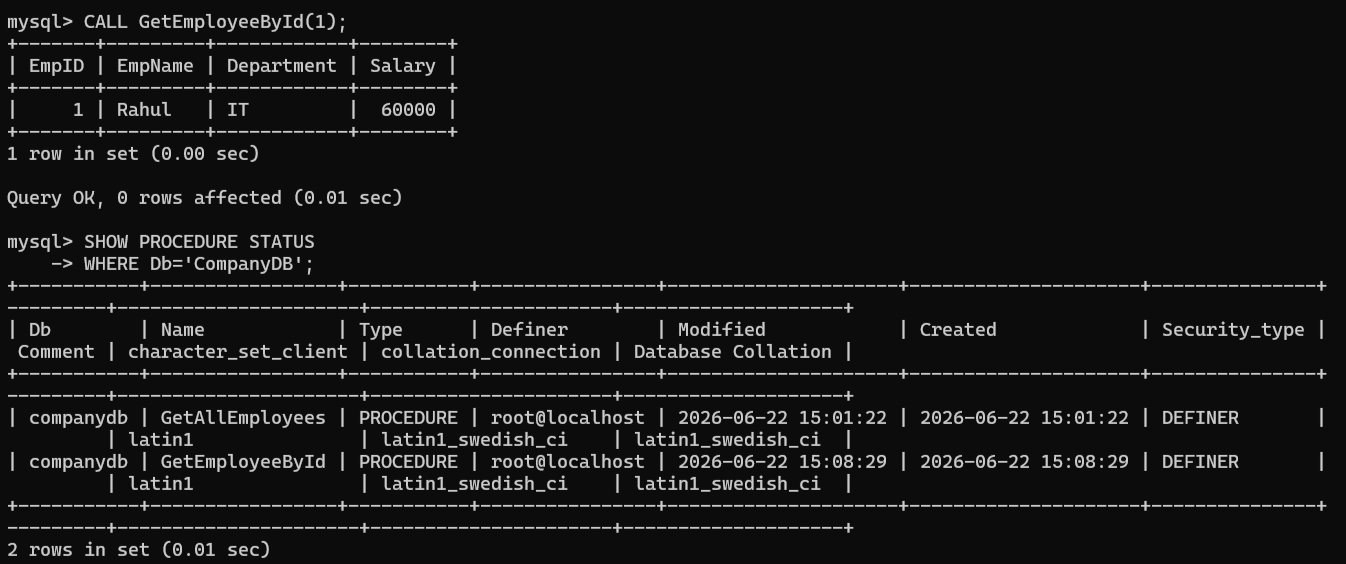 mysql> CALL GetEmployeeById(1);
+-------+---------+------------+--------+
| EmpID | EmpName | Department | Salary |
+-------+---------+------------+--------+
|     1 | Rahul   | IT         |  60000 |
+-------+---------+------------+--------+
1 row in set (0.00 sec)

Query OK, 0 rows affected (0.01 sec)

mysql> SHOW PROCEDURE STATUS
    -> WHERE Db='CompanyDB';
+-----------+-----------------+-----------+----------------+---------------------+---------------------+---------------+
---------+----------------------+----------------------+--------------------+
| Db        | Name            | Type      | Definer        | Modified            | Created             | Security_type |
 Comment | character_set_client | collation_connection | Database Collation |
+-----------+-----------------+-----------+----------------+---------------------+---------------------+---------------+
---------+----------------------+----------------------+--------------------+
| companydb | GetAllEmployees | PROCEDURE | root@localhost | 2026-06-22 15:01:22 | 2026-06-22 15:01:22 | DEFINER       |
         | latin1               | latin1_swedish_ci    | latin1_swedish_ci  |
| companydb | GetEmployeeById | PROCEDURE | root@localhost | 2026-06-22 15:08:29 | 2026-06-22 15:08:29 | DEFINER       |
         | latin1               | latin1_swedish_ci    | latin1_swedish_ci  |
+-----------+-----------------+-----------+----------------+---------------------+---------------------+---------------+
---------+----------------------+----------------------+--------------------+
2 rows in set (0.01 sec)